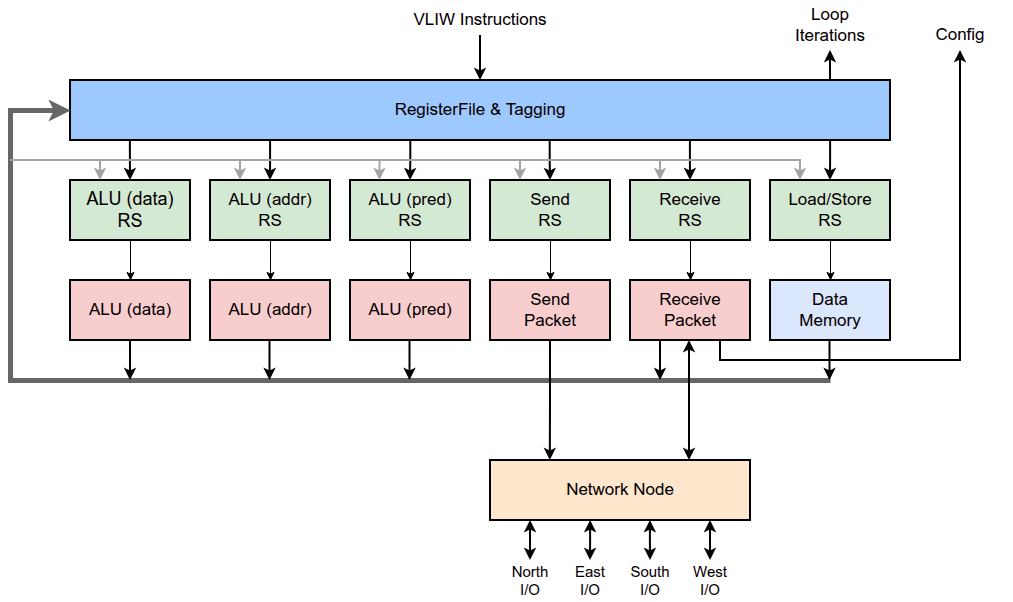 VLIW Instructions
Loop
Iterations
Config
RegisterFile & Tagging
ALU (data)
RS
ALU (addr)
RS
ALU (pred)
RS
Send
RS
Receive
RS
Load/Store
RS
ALU (data)
ALU (addr)
ALU (pred)
Send
Packet
Receive
Packet
Data
Memory
Network Node
North
I/O
East
I/O
South
I/O
West
I/O